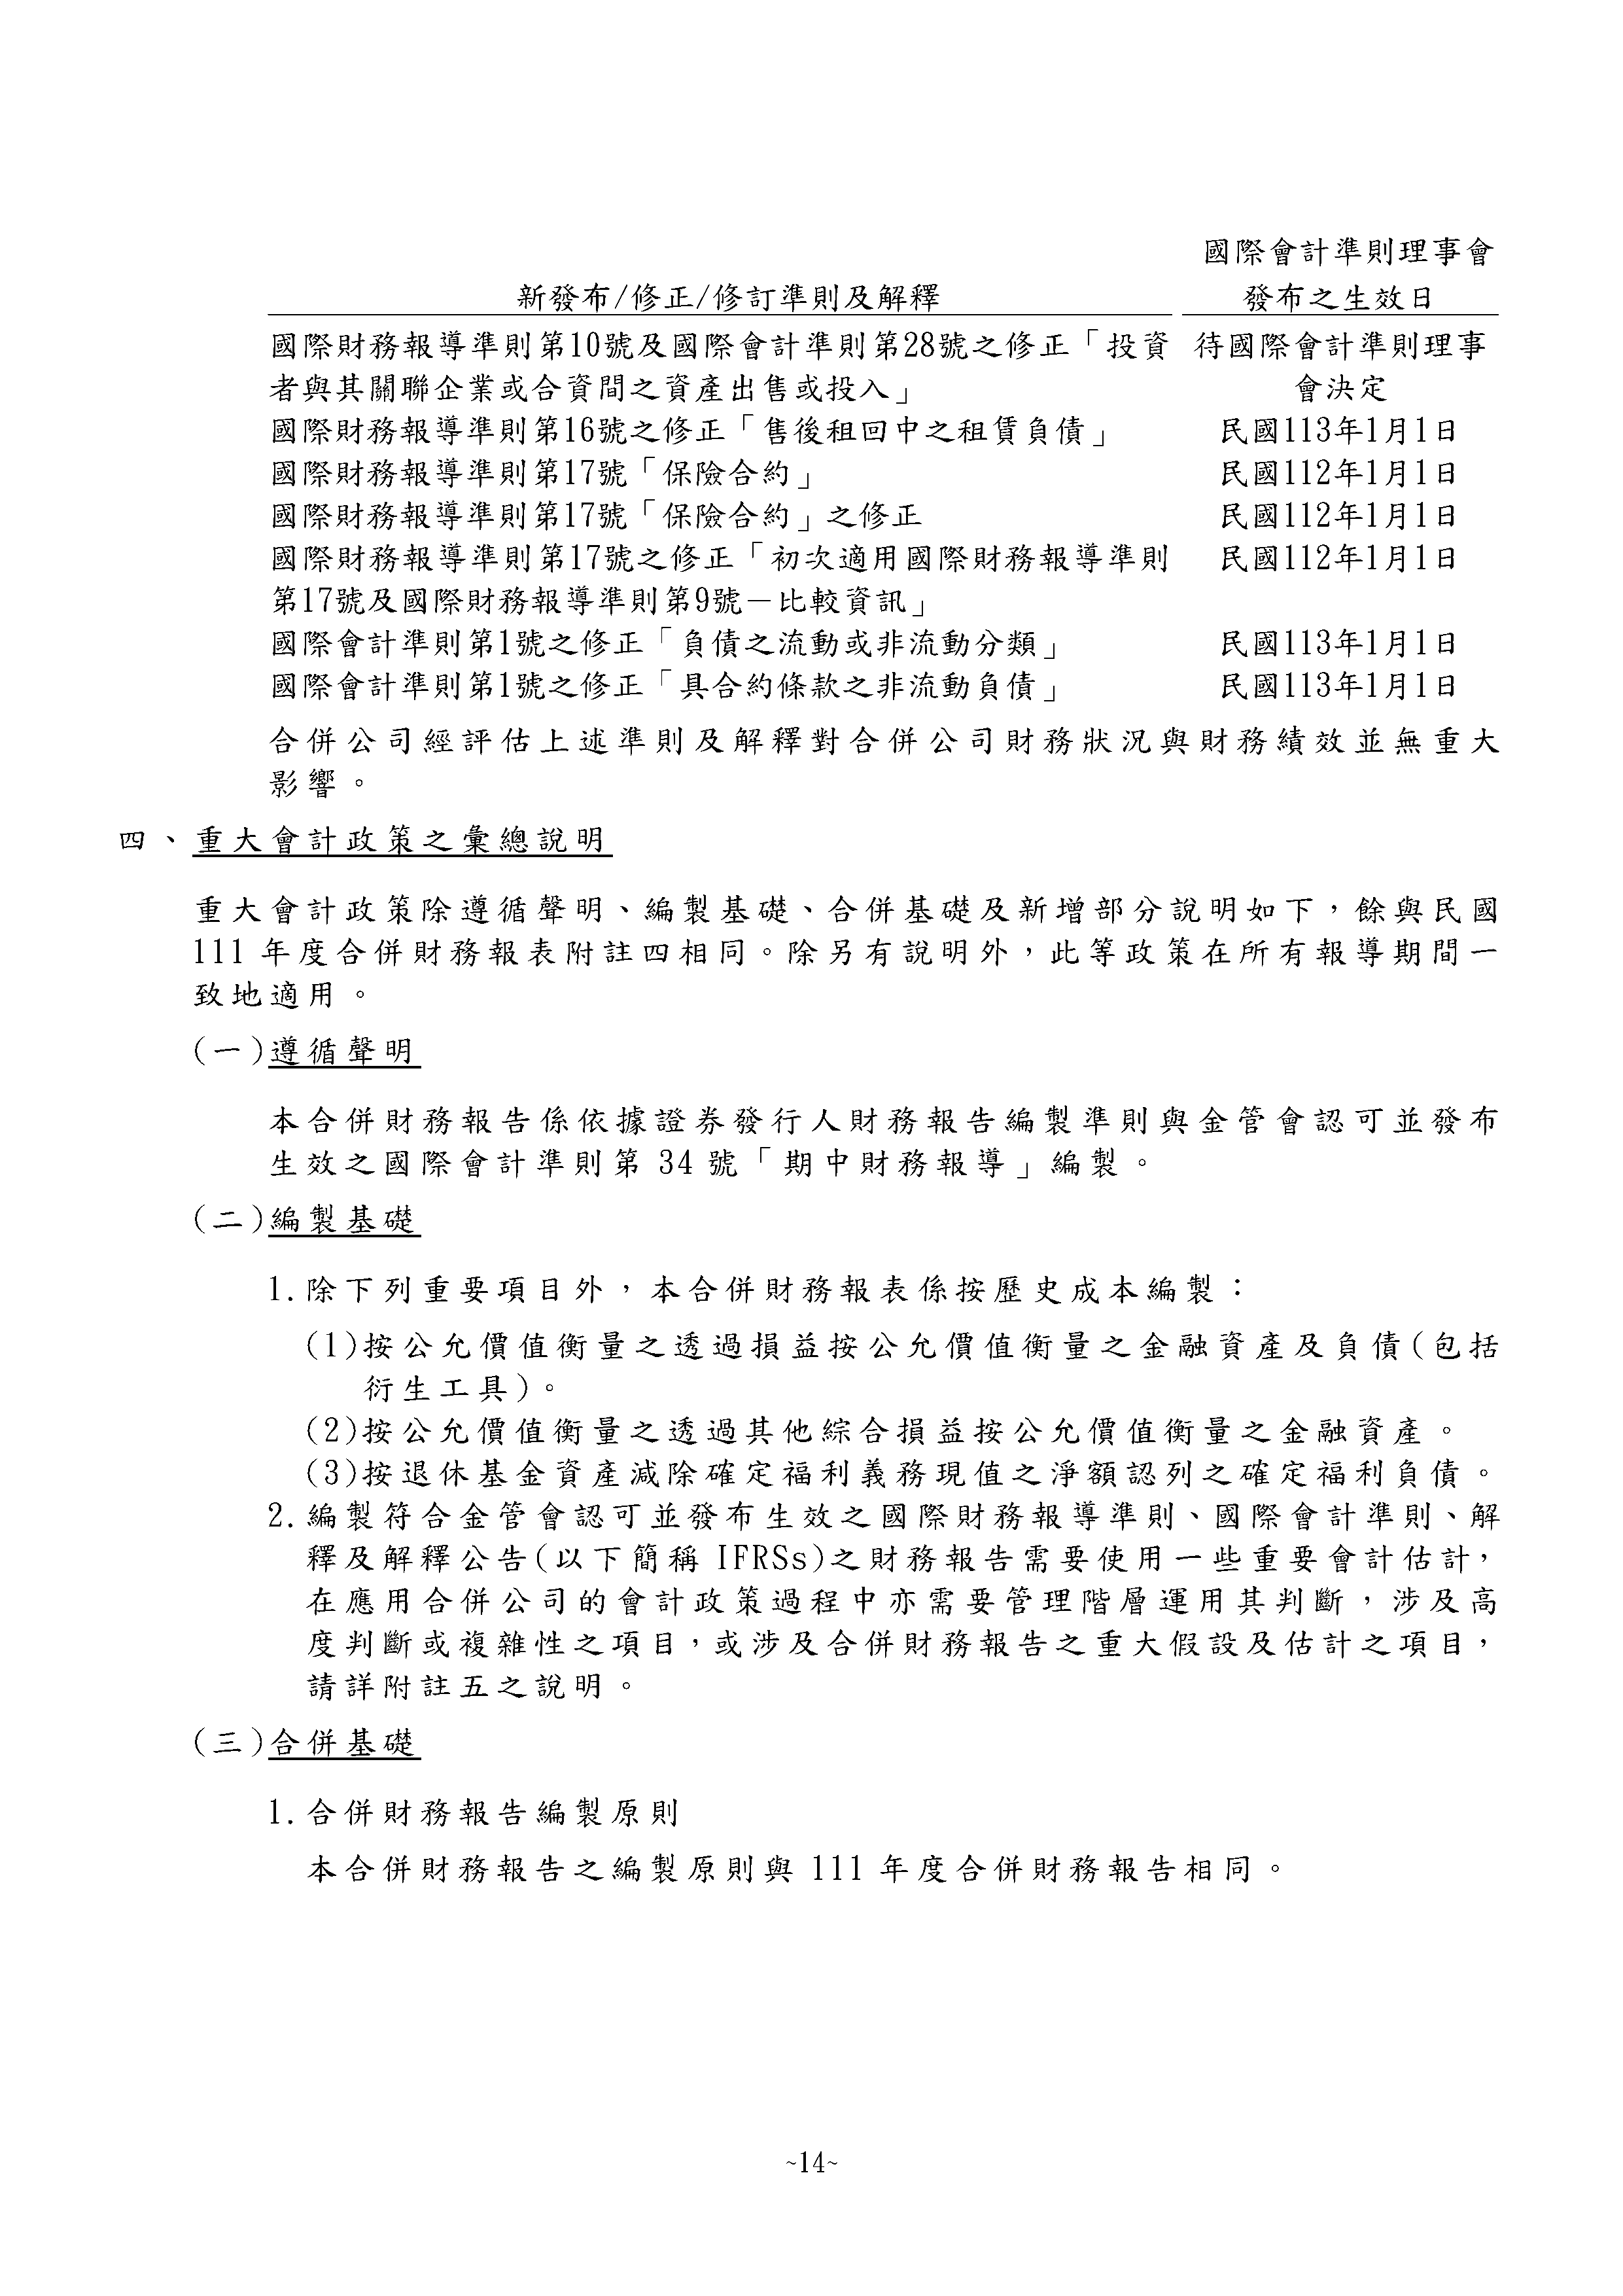 國際會計準則理事會
新發布/修正/修訂準則及解釋 發布之生效日
國際財務報導準則第10號及國際會計準則第28號之修正「投資 待國際會計準則理事
者與其關聯企業或合資間之資產出售或投入」 會決定
國際財務報導準則第16號之修正「售後租回中之租賃負債」 民國113年1月1日
國際財務報導準則第17號「保險合約」 民國112年1月1日
國際財務報導準則第17號「保險合約」之修正 民國112年1月1日
國際財務報導準則第17號之修正「初次適用國際財務報導準則 民國112年1月1日
第17號及國際財務報導準則第9號－比較資訊」
國際會計準則第1號之修正「負債之流動或非流動分類」 民國113年1月1日
國際會計準則第1號之修正「具合約條款之非流動負債」 民國113年1月1日
合併公司經評估上述準則及解釋對合併公司財務狀況與財務績效並無重大
影響。
四、重大會計政策之彙總說明
重大會計政策除遵循聲明、編製基礎、合併基礎及新增部分說明如下，餘與民國
111 年度合併財務報表附註四相同。除另有說明外，此等政策在所有報導期間一
致地適用。
(一)遵循聲明
本合併財務報告係依據證券發行人財務報告編製準則與金管會認可並發布
生效之國際會計準則第 34 號「期中財務報導」編製。
(二)編製基礎
1.除下列重要項目外，本合併財務報表係按歷史成本編製：
(1)按公允價值衡量之透過損益按公允價值衡量之金融資產及負債(包括
衍生工具)。
(2)按公允價值衡量之透過其他綜合損益按公允價值衡量之金融資產。
(3)按退休基金資產減除確定福利義務現值之淨額認列之確定福利負債。
2.編製符合金管會認可並發布生效之國際財務報導準則、國際會計準則、解
釋及解釋公告(以下簡稱 IFRSs)之財務報告需要使用一些重要會計估計，
在應用合併公司的會計政策過程中亦需要管理階層運用其判斷，涉及高
度判斷或複雜性之項目，或涉及合併財務報告之重大假設及估計之項目，
請詳附註五之說明。
(三)合併基礎
1.合併財務報告編製原則
本合併財務報告之編製原則與 111 年度合併財務報告相同。
~14~